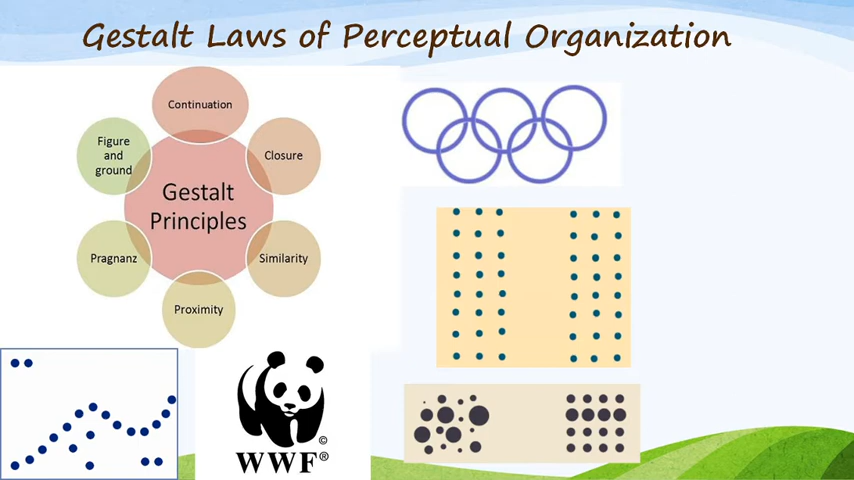 Gestalt Laws of Perceptual Organization
Continuation
Figure
and
ground
Closure
Gestalt
Principles
Pragnanz
Similarity
Proximity
©
WWF®